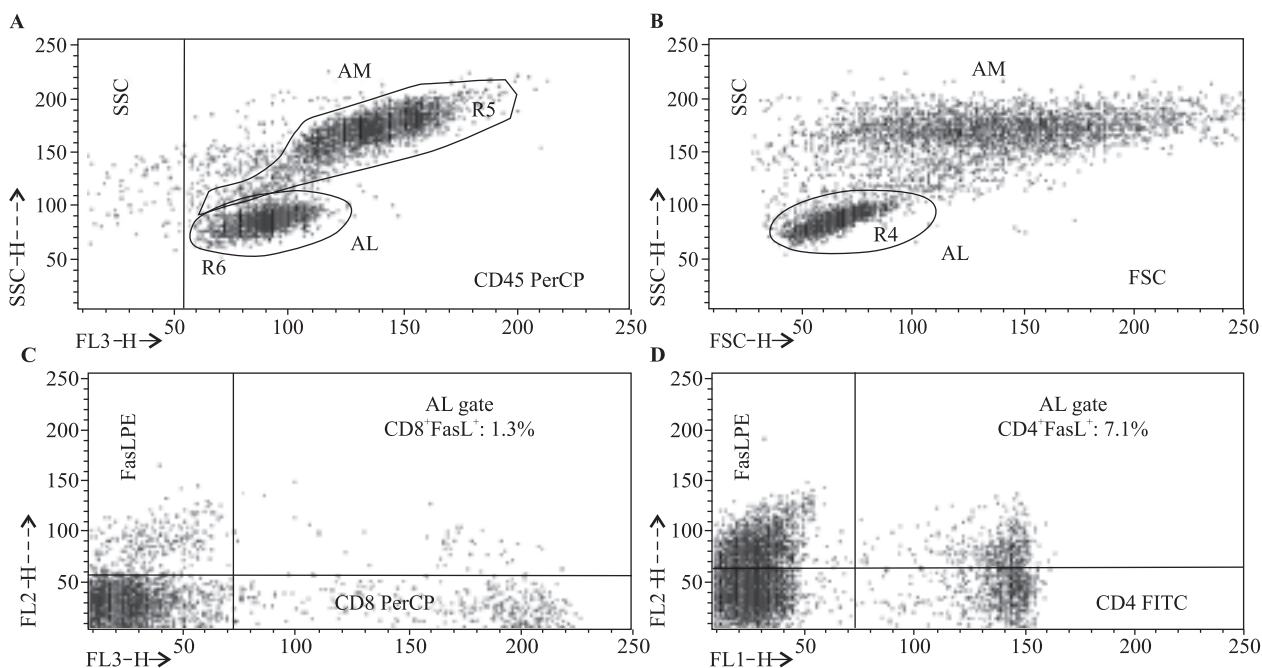 A
250
200
150
100
50
SSC-H---->
SSC
AM
R5
AL
R6
CD45 PerCP
50
100
150
200
250
FL3-H→
B
250
200
150
100
50
SSC-H---->
SSC
AM
R4
AL
FSC
50
100
150
200
250
FSC-H→
C
250
200
150
100
50
FL2-H---->
FasLPE
AL gate
CD8⁺FasL⁺: 1.3%
CD8 PerCP
50
100
150
200
250
FL3-H→
D
250
200
150
100
50
FL2-H---->
FasLPE
AL gate
CD4⁺FasL⁺: 7.1%
CD4 FITC
50
100
150
200
250
FL1-H→